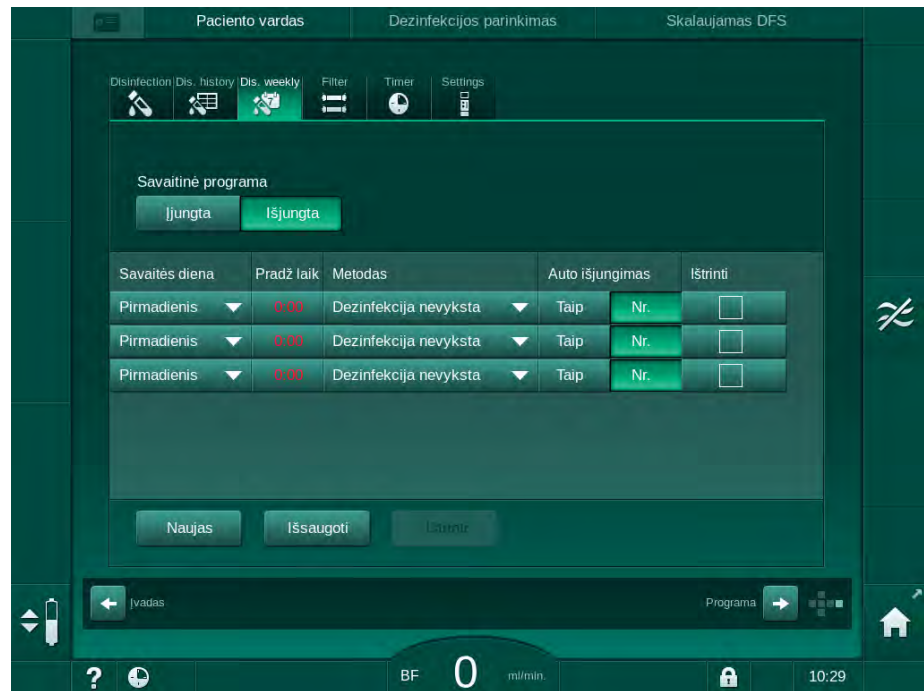 Paciento vardas Dezinfekcijos parinkimas Skalaujamas DFS
Disinfection Dis. history Dis. weekly Filter Timer Settings
7
Savaitinė programa
Įjungta Išjungta
Savaitės diena Pradž laik Metodas Auto išjungimas Ištrinti
Pirmadienis 0:00 Dezinfekcija nevyksta Taip Nr.
Pirmadienis 0:00 Dezinfekcija nevyksta Taip Nr.
Pirmadienis 0:00 Dezinfekcija nevyksta Taip Nr.
Naujas Išsaugoti
Įvadas Programa
? BF 0 ml/min. 10:29